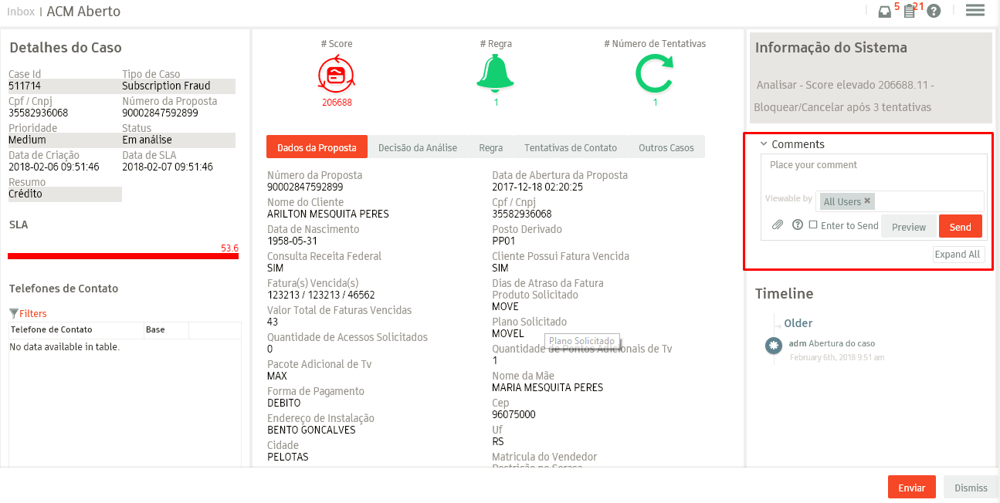 Inbox | ACM Aberto
5 21 ?
Detalhes do Caso
Case Id Tipo de Caso
511714 Subscription Fraud
Cpf / Cnpj Número da Proposta
35582936068 90002847592899
Prioridade Status
Medium Em análise
Data de Criação Data de SLA
2018-02-06 09:51:46 2018-02-07 09:51:46
Resumo
Crédito
SLA
53.6
Telefones de Contato
Filters
Telefone de Contato Base
No data available in table.
# Score # Regra # Número de Tentativas
206688 1 1
Dados da Proposta Decisão da Análise Regra Tentativas de Contato Outros Casos
Número da Proposta
90002847592899
Nome do Cliente
ARILTON MESQUITA PERES
Data de Nascimento
1958-05-31
Consulta Receita Federal
SIM
Fatura(s) Vencida(s)
123213 / 123213 / 46562
Valor Total de Faturas Vencidas
43
Quantidade de Acessos Solicitados
0
Pacote Adicional de Tv
MAX
Forma de Pagamento
DEBITO
Endereço de Instalação
BENTO GONCALVES
Cidade
PELOTAS
Data de Abertura da Proposta
2017-12-18 02:20:25
Cpf / Cnpj
35582936068
Posto Derivado
PP01
Cliente Possui Fatura Vencida
SIM
Dias de Atraso da Fatura
Produto Solicitado
MOVE
Plano Solicitado
MOVEL
Plano Solicitado
Quantidade de Pontos Adicionais de Tv
1
Nome da Mãe
MARIA MESQUITA PERES
Cep
96075000
Uf
RS
Matricula do Vendedor
Restrição no Serasa
Informação do Sistema
Analisar - Score elevado 206688.11 -
Bloquear/Cancelar após 3 tentativas
Comments
Place your comment
Viewable by All Users ×
? Enter to Send Preview Send
Expand All
Timeline
Older
adm Abertura do caso
February 6th, 2018 9:51 am
Enviar Dismiss